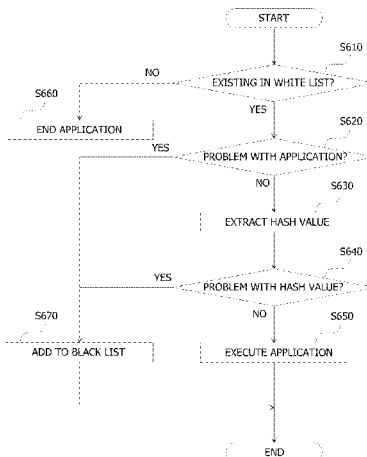 START
S610
NO
EXISTING IN WHITE LIST?
S660
YES
END APPLICATION
S620
YES
PROBLEM WITH APPLICATION?
NO
S630
EXTRACT HASH VALUE
S640
YES
PROBLEM WITH HASH VALUE?
NO
S670
S650
ADD TO BLACK LIST
EXECUTE APPLICATION
END